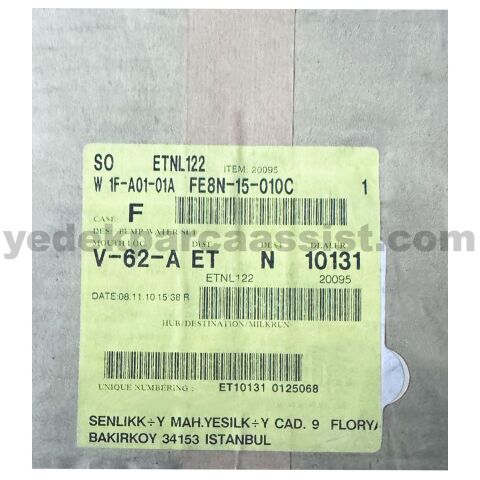 SO ETNL122 ITEM: 20095
W 1F-A01-01A FE8N-15-010C 1
CASE: F
DES: PUMP-WATER SET
MOUTH LOC DIST DEST DEALER
yedekparcaassist.com
V-62-A ET N 10131
ETNL122 20095
DATE:08.11.10 15:38 R
HUB/DESTINATION/MILKRUN
UNIQUE NUMBERING : ET10131 0125068
SENLIKK÷Y MAH.YESILK÷Y CAD. 9 FLORYA
BAKIRKOY 34153 ISTANBUL